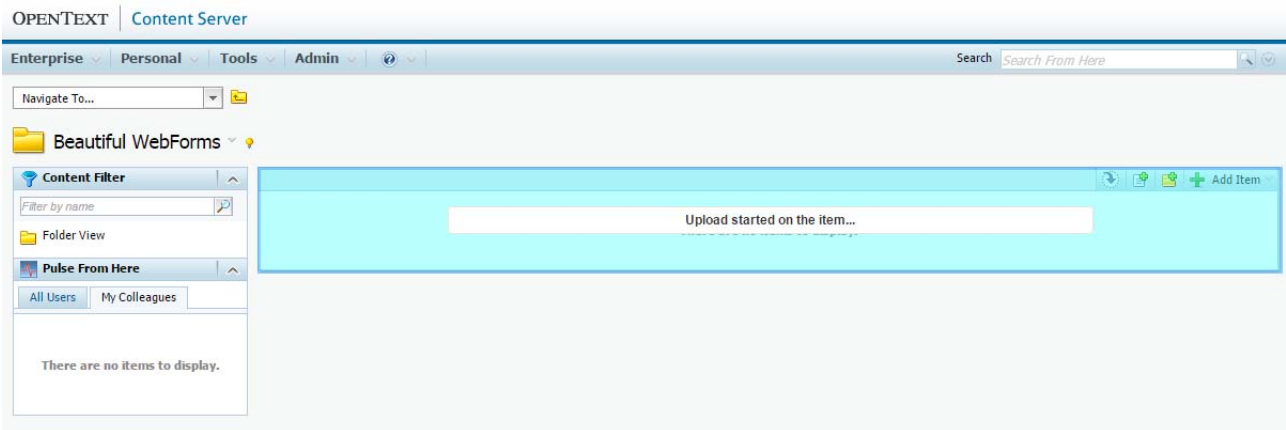 OPENTEXT Content Server
Enterprise Personal Tools Admin Search Search From Here
Navigate To...
Beautiful WebForms
Content Filter
Add Item
Filter by name
Upload started on the item...
Folder View
Pulse From Here
All Users My Colleagues
There are no items to display.